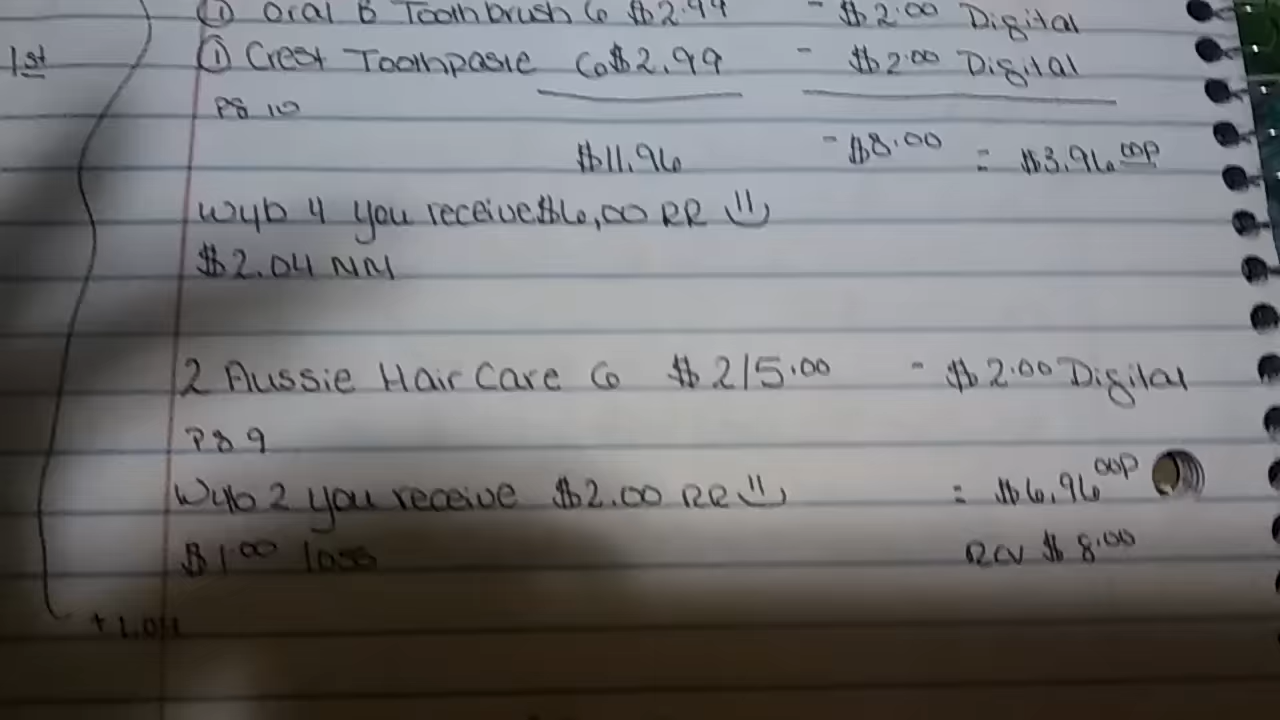 ① Oral B Toothbrush @ $2.99 - $2.00 Digital
1st ① Crest Toothpaste @ $2.99 - $2.00 Digital
Pg 10
$11.96 - $8.00 = $3.96 oop
Wyb 4 you receive $6.00 RR
$2.04 MM
2 Aussie Hair Care @ $2/5.00 - $2.00 Digital
Pg 9
Wyb 2 you receive $2.00 RR = $6.96 oop
$1.00 loss RCV $8.00
+ 1.04